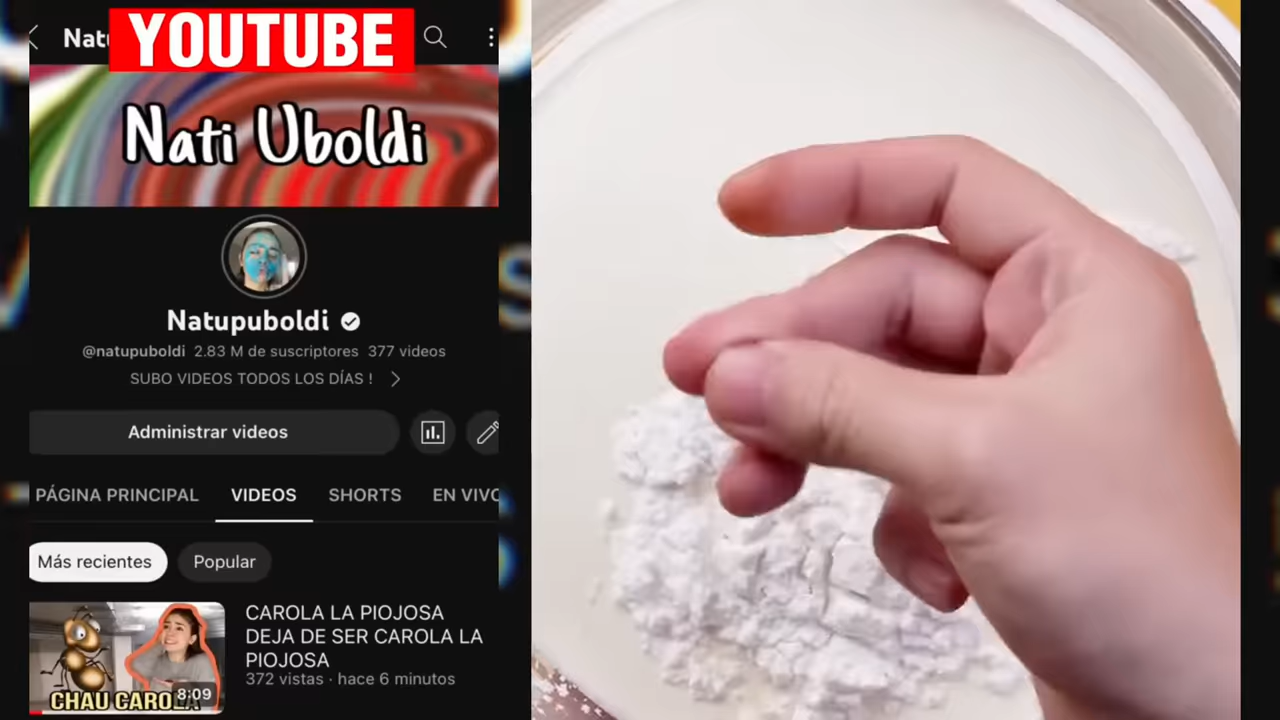 Natu
YOUTUBE
Nati Uboldi
Natupuboldi
@natupuboldi 2.83 M de suscriptores 377 videos
SUBO VIDEOS TODOS LOS DÍAS !
Administrar videos
PÁGINA PRINCIPAL VIDEOS SHORTS EN VIVO
Más recientes Popular
CAROLA LA PIOJOSA
DEJA DE SER CAROLA LA
PIOJOSA
372 vistas · hace 6 minutos
CHAU CAROLA
8:09